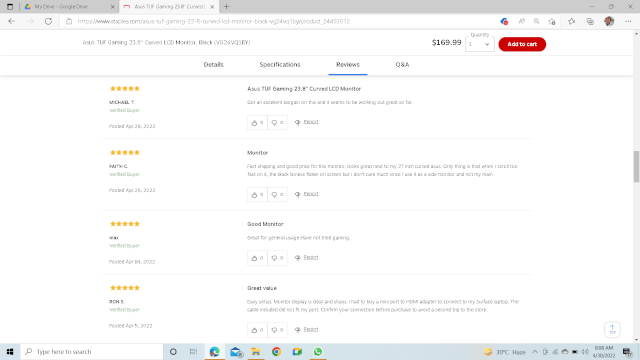 My Drive - Google Drive
Asus TUF Gaming 23.8" Curved L
https://www.staples.com/asus-tuf-gaming-23-8-curved-lcd-monitor-black-vg24vq1by/product_
Asus TUF Gaming 23.8" Curved LCD Monitor, Black (VG24VQ1BY)
$169.99
Quantity
1
Add to cart
Details
Specifications
Reviews
Q&A
Asus TUF Gaming 23.8" Curved LCD Monitor
MICHAEL T.
Got an excellent bargain on this and it seems to be working out great so far.
Verified Buyer
Posted Apr 28, 2022
0
0
Report
Monitor
FAITH C.
Fast shipping and good price for this monitor, looks great next to my 27 inch curved asus. Only thing is that when I scroll too
Verified Buyer
fast on it, the black boxes flicker on screen but I don't care much since I use it as a side monitor and not my main
Posted Apr 26, 2022
0
0
Report
Good Monitor
max
Great for general usage.Have not tried gaming.
Verified Buyer
Posted Apr
2022
0
0
Report
Great value
RON S.
Easy setup. Monitor display is clear and sharp. I had to buy a mini port to HDMI adapter to connect to my Surface laptop. The
Verified Buyer
cable included did not fit my port. Confirm your connection before purchase to avoid a second trip to the store.
Posted Apr 5, 2022
0
0
Report
Type here to search
30°C Haze
6:08 AM
4/30/2022